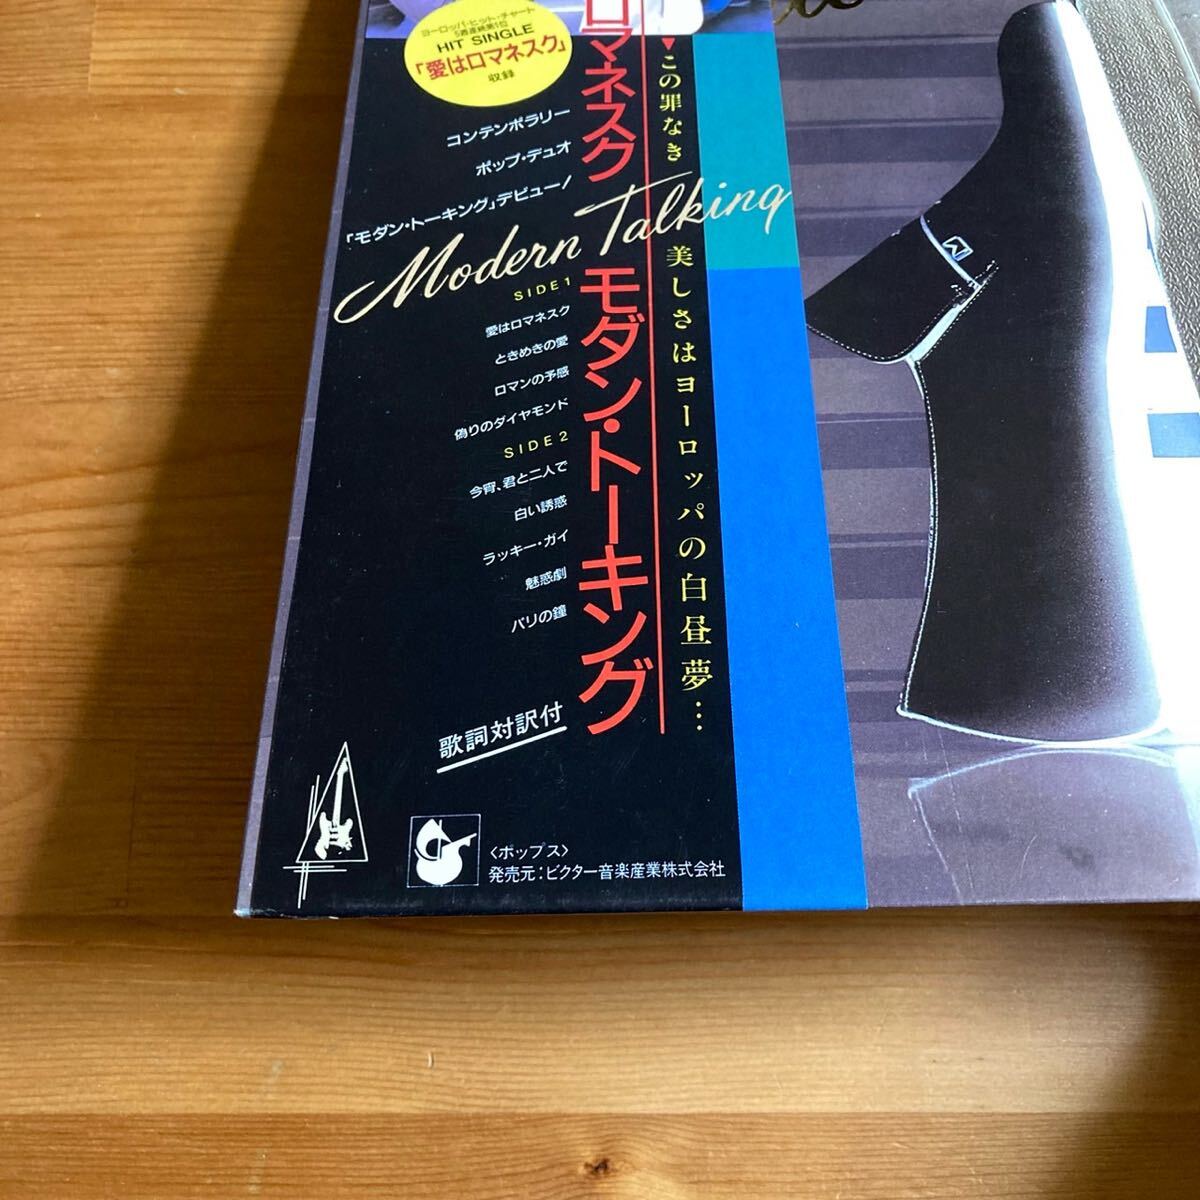 ヨーロッパ・ヒット・チャート
5週連続第1位
HIT SINGLE
「愛はロマネスク」
収録
ロマネスク
▼この罪なき美しさはヨーロッパの白昼夢…
コンテンポラリー
ポップ・デュオ
「モダン・トーキング」デビュー!
Modern Talking
モダン・トーキング
SIDE 1
愛はロマネスク
ときめきの愛
ロマンの予感
偽りのダイヤモンド
SIDE 2
今宵、君と二人で
白い誘惑
ラッキー・ガイ
魅惑劇
パリの鐘
歌詞対訳付
〈ポップス〉
発売元:ビクター音楽産業株式会社